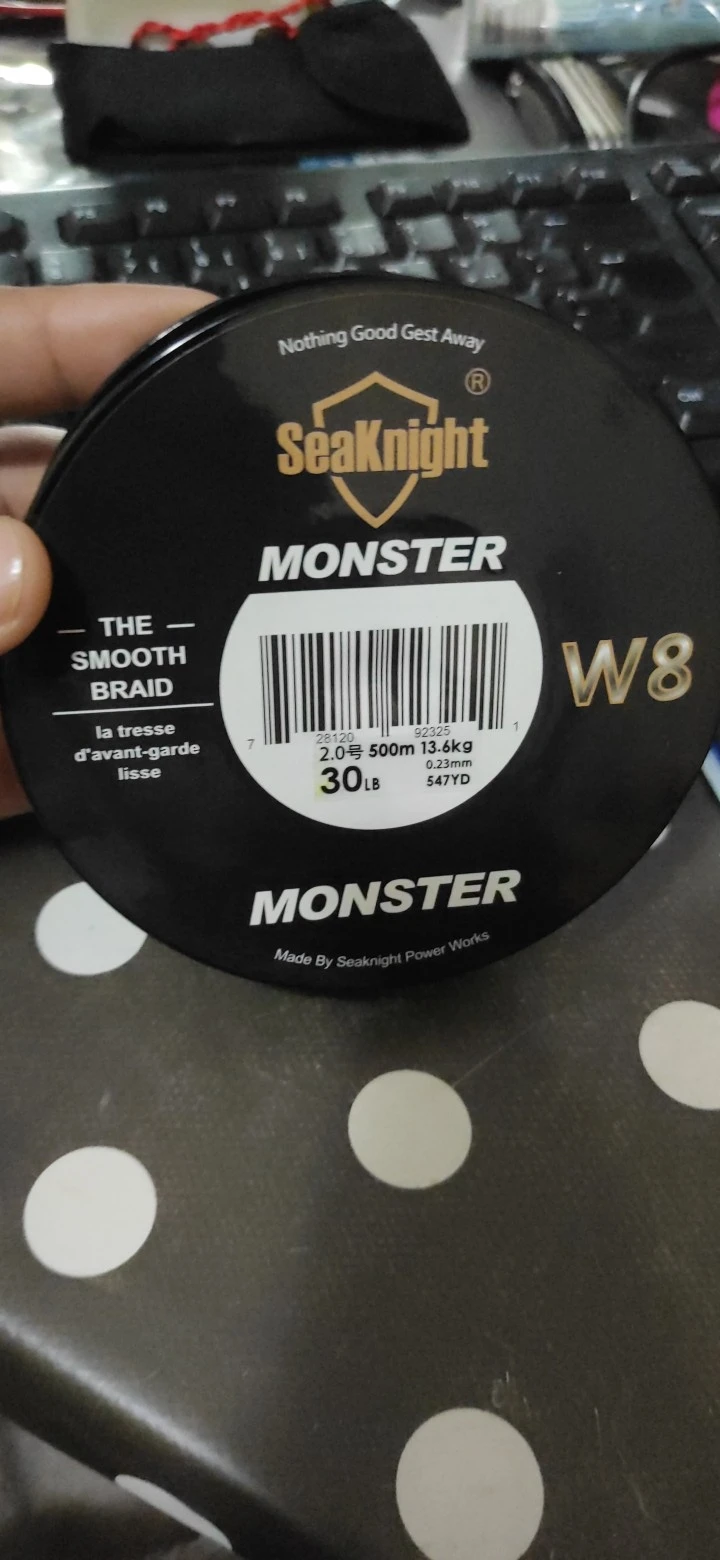 Nothing Good Gest Away
SeaKnight ®
MONSTER
THE
SMOOTH
BRAID
la tresse
d'avant-garde
lisse
W8
7 28120 92325 1
2.0号 500m 13.6kg
0.23mm
30LB 547YD
MONSTER
Made By Seaknight Power Works